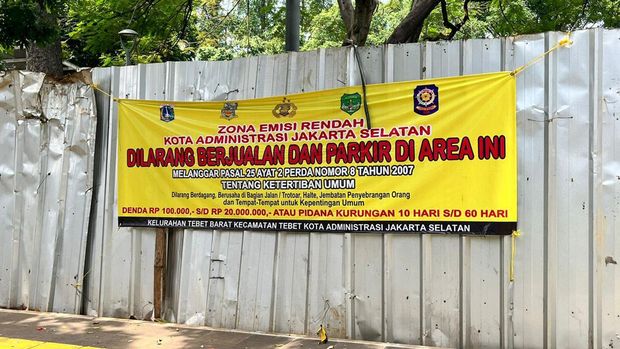 ZONA EMISI RENDAH
KOTA ADMINISTRASI JAKARTA SELATAN
DILARANG BERJUALAN DAN PARKIR DI AREA INI
MELANGGAR PASAL 25 AYAT 2 PERDA NOMOR 8 TAHUN 2007
TENTANG KETERTIBAN UMUM
Dilarang Berdagang, Berusaha di Bagian Jalan / Trotoar, Halte, Jembatan Penyebrangan Orang
dan Tempat-Tempat untuk Kepentingan Umum
DENDA RP 100.000,- S/D RP 20.000.000,- ATAU PIDANA KURUNGAN 10 HARI S/D 60 HARI
KELURAHAN TEBET BARAT KECAMATAN TEBET KOTA ADMINISTRASI JAKARTA SELATAN